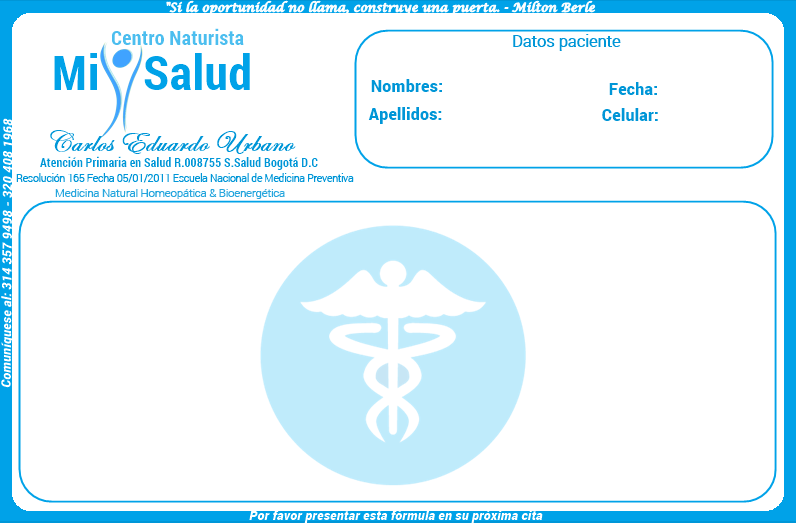 "Si la oportunidad no llama, construye una puerta. - Milton Berle
Centro Naturista
Mi Salud
Carlos Eduardo Urbano
Atención Primaria en Salud R.008755 S.Salud Bogotá D.C
Resolución 165 Fecha 05/01/2011 Escuela Nacional de Medicina Preventiva
Medicina Natural Homeopática & Bioenergética
Datos paciente
Nombres:
Fecha:
Apellidos:
Celular:
Comuníquese al: 314 357 9498 - 320 408 1968
Por favor presentar esta fórmula en su próxima cita